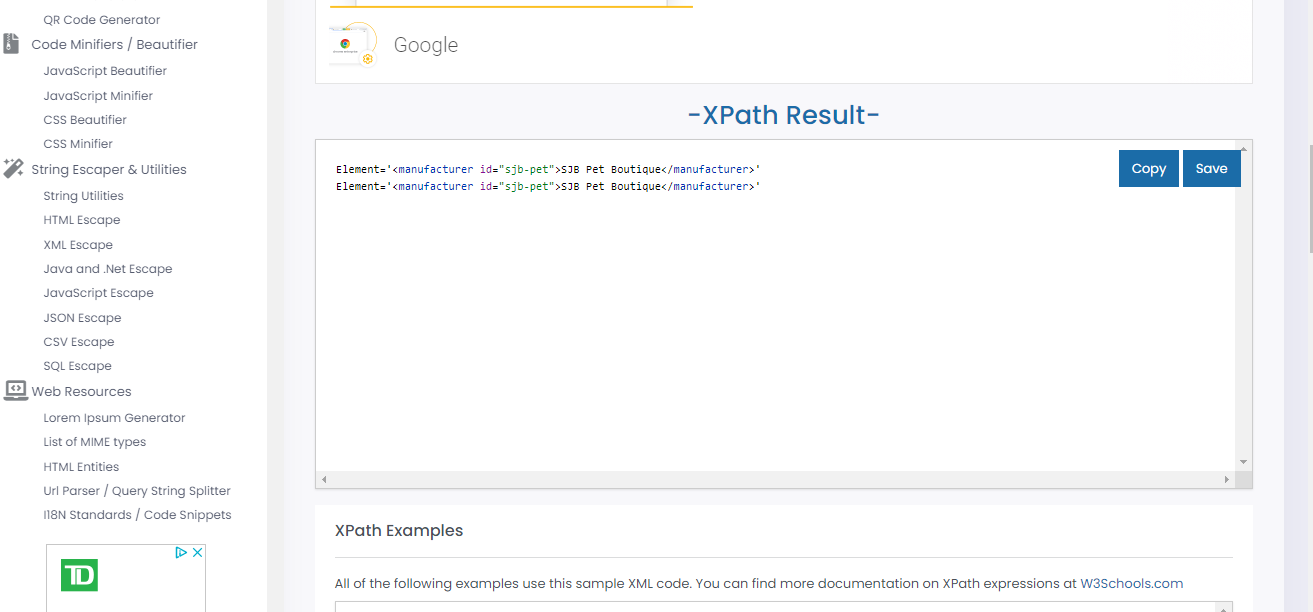 QR Code Generator
Code Minifiers / Beautifier
JavaScript Beautifier
JavaScript Minifier
CSS Beautifier
CSS Minifier
String Escaper & Utilities
String Utilities
HTML Escape
XML Escape
Java and .Net Escape
JavaScript Escape
JSON Escape
CSV Escape
SQL Escape
Web Resources
Lorem Ipsum Generator
List of MIME types
HTML Entities
Url Parser / Query String Splitter
I18N Standards / Code Snippets
TD
Google
-XPath Result-
Copy Save
Element='<manufacturer id="sjb-pet">SJB Pet Boutique</manufacturer>'
Element='<manufacturer id="sjb-pet">SJB Pet Boutique</manufacturer>'
XPath Examples
All of the following examples use this sample XML code. You can find more documentation on XPath expressions at W3Schools.com